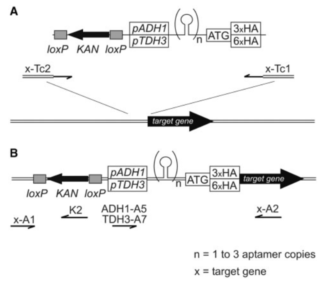 A
pADH1
pTDH3
n
ATG
3xHA
6xHA
loxP KAN loxP
x-Tc2
x-Tc1
target gene
B
pADH1
pTDH3
n
ATG
3xHA
6xHA
target gene
loxP KAN loxP
x-A1
K2
ADH1-A5
TDH3-A7
x-A2
n = 1 to 3 aptamer copies
x = target gene